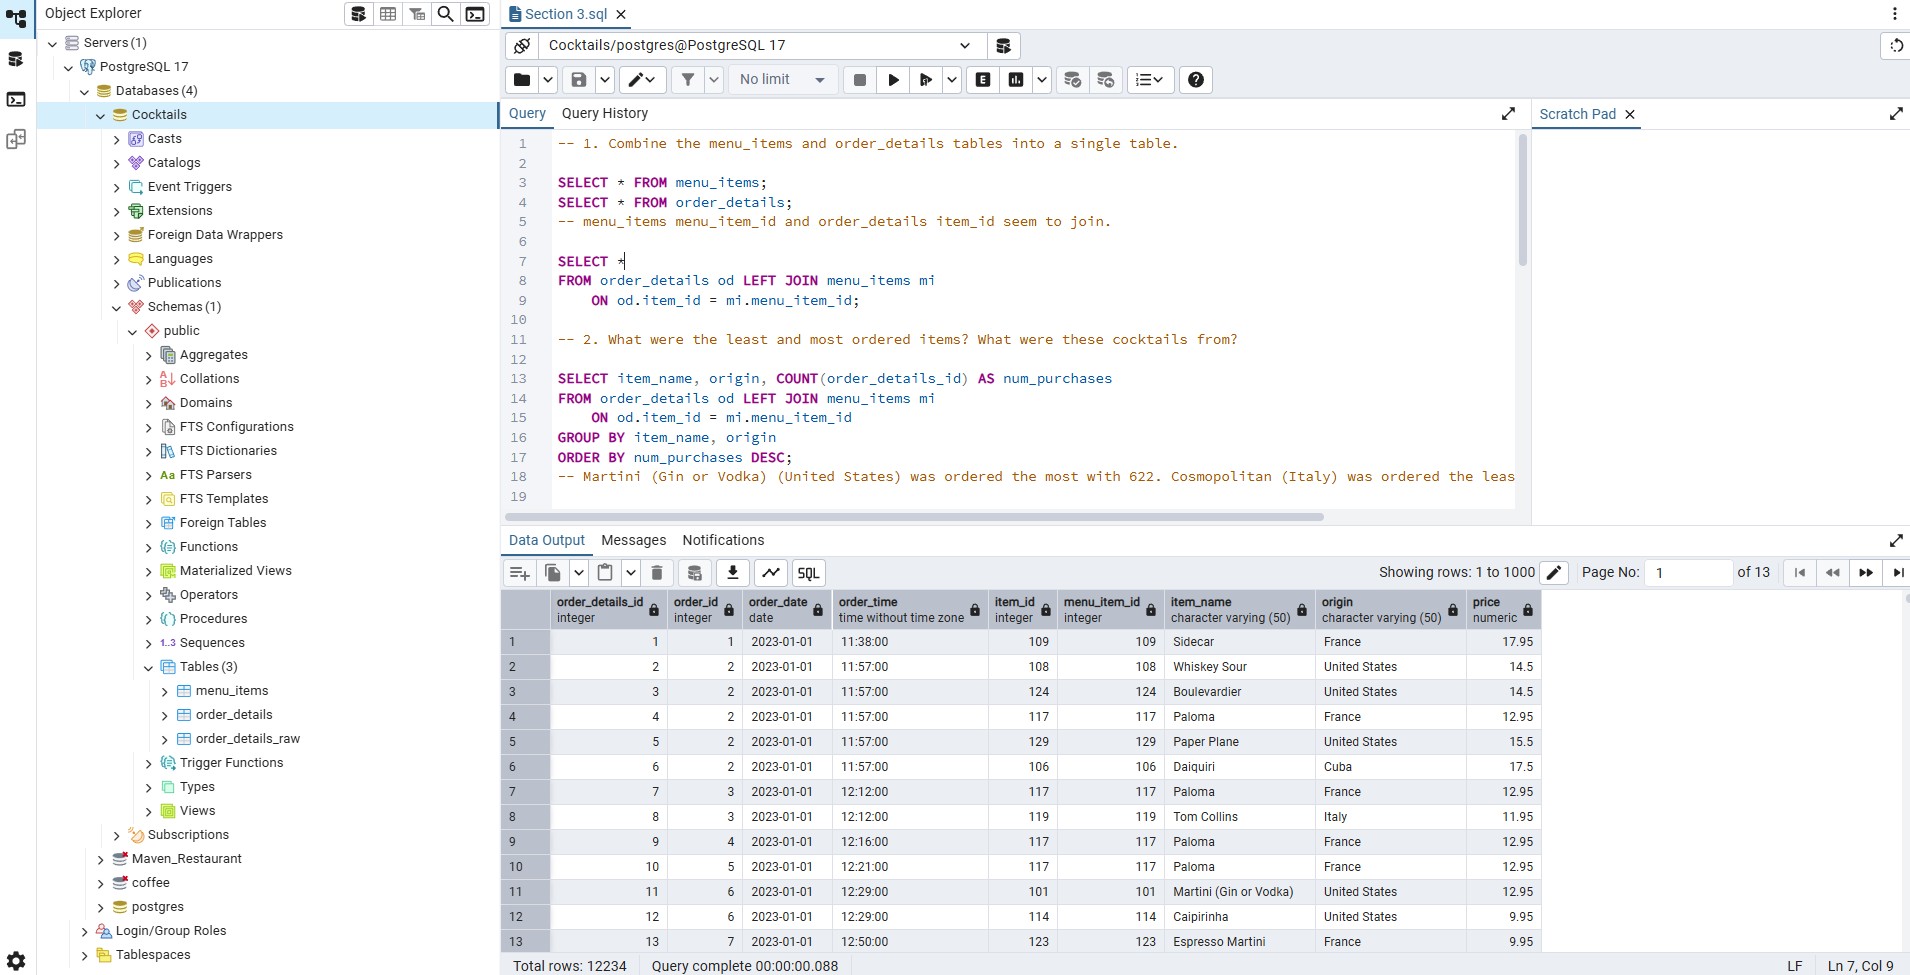 Object Explorer
Servers (1)
PostgreSQL 17
Databases (4)
Cocktails
Casts
Catalogs
Event Triggers
Extensions
Foreign Data Wrappers
Languages
Publications
Schemas (1)
public
Aggregates
Collations
Domains
FTS Configurations
FTS Dictionaries
Aa FTS Parsers
FTS Templates
Foreign Tables
Functions
Materialized Views
Operators
Procedures
1..3 Sequences
Tables (3)
menu_items
order_details
order_details_raw
Trigger Functions
Types
Views
Subscriptions
Maven_Restaurant
coffee
postgres
Login/Group Roles
Tablespaces
Section 3.sql
Cocktails/postgres@PostgreSQL 17
No limit
E
Query Query History
Scratch Pad
1 -- 1. Combine the menu_items and order_details tables into a single table.
2
3 SELECT * FROM menu_items;
4 SELECT * FROM order_details;
5 -- menu_items menu_item_id and order_details item_id seem to join.
6
7 SELECT *
8 FROM order_details od LEFT JOIN menu_items mi
9 ON od.item_id = mi.menu_item_id;
10
11 -- 2. What were the least and most ordered items? What were these cocktails from?
12
13 SELECT item_name, origin, COUNT(order_details_id) AS num_purchases
14 FROM order_details od LEFT JOIN menu_items mi
15 ON od.item_id = mi.menu_item_id
16 GROUP BY item_name, origin
17 ORDER BY num_purchases DESC;
18 -- Martini (Gin or Vodka) (United States) was ordered the most with 622. Cosmopolitan (Italy) was ordered the leas
19
Data Output Messages Notifications
SQL
Showing rows: 1 to 1000 Page No: 1 of 13
order_details_id order_id order_date order_time item_id menu_item_id item_name origin price
integer integer date time without time zone integer integer character varying (50) character varying (50) numeric
1 1 1 2023-01-01 11:38:00 109 109 Sidecar France 17.95
2 2 2 2023-01-01 11:57:00 108 108 Whiskey Sour United States 14.5
3 3 2 2023-01-01 11:57:00 124 124 Boulevardier United States 14.5
4 4 2 2023-01-01 11:57:00 117 117 Paloma France 12.95
5 5 2 2023-01-01 11:57:00 129 129 Paper Plane United States 15.5
6 6 2 2023-01-01 11:57:00 106 106 Daiquiri Cuba 17.5
7 7 3 2023-01-01 12:12:00 117 117 Paloma France 12.95
8 8 3 2023-01-01 12:12:00 119 119 Tom Collins Italy 11.95
9 9 4 2023-01-01 12:16:00 117 117 Paloma France 12.95
10 10 5 2023-01-01 12:21:00 117 117 Paloma France 12.95
11 11 6 2023-01-01 12:29:00 101 101 Martini (Gin or Vodka) United States 12.95
12 12 6 2023-01-01 12:29:00 114 114 Caipirinha United States 9.95
13 13 7 2023-01-01 12:50:00 123 123 Espresso Martini France 9.95
Total rows: 12234 Query complete 00:00:00.088 LF Ln 7, Col 9